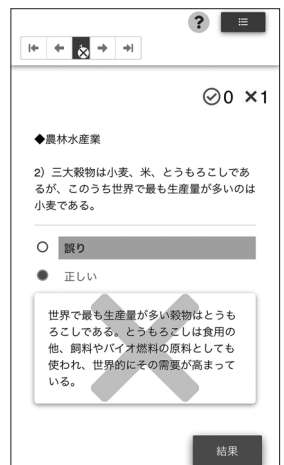 ?
0 ×1
◆農林水産業
2）三大穀物は小麦、米、とうもろこしであ
るが、このうち世界で最も生産量が多いのは
小麦である。
誤り
正しい
世界で最も生産量が多い穀物はとうも
ろこしである。とうもろこしは食用の
他、飼料やバイオ燃料の原料としても
使われ、世界的にその需要が高まって
いる。
結果